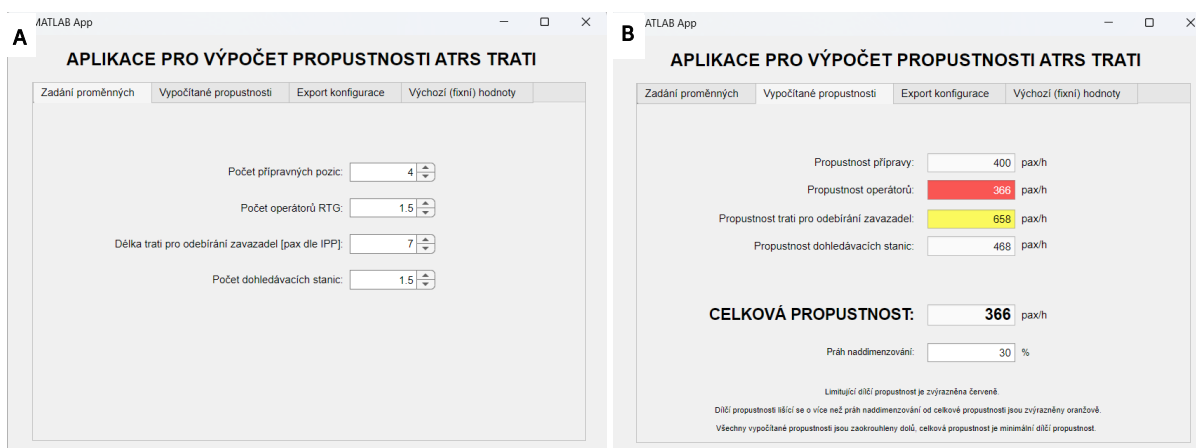 A
MATLAB App
APLIKACE PRO VÝPOČET PROPUSTNOSTI ATRS TRATI
Zadání proměnných Vypočítané propustnosti Export konfigurace Výchozí (fixní) hodnoty
Počet přípravných pozic: 4
Počet operátorů RTG: 1.5
Délka trati pro odebírání zavazadel [pax dle IPP]: 7
Počet dohledávacích stanic: 1.5
B
ATLAB App
APLIKACE PRO VÝPOČET PROPUSTNOSTI ATRS TRATI
Zadání proměnných Vypočítané propustnosti Export konfigurace Výchozí (fixní) hodnoty
Propustnost přípravy: 400 pax/h
Propustnost operátorů: 366 pax/h
Propustnost trati pro odebírání zavazadel: 658 pax/h
Propustnost dohledávacích stanic: 468 pax/h
CELKOVÁ PROPUSTNOST: 366 pax/h
Práh naddimenzování: 30 %
Limitující dílčí propustnost je zvýrazněna červeně.
Dílčí propustnosti lišící se o více než práh naddimenzování od celkové propustnosti jsou zvýrazněny oranžově.
Všechny vypočítané propustnosti jsou zaokrouhleny dolů, celková propustnost je minimální dílčí propustnost.